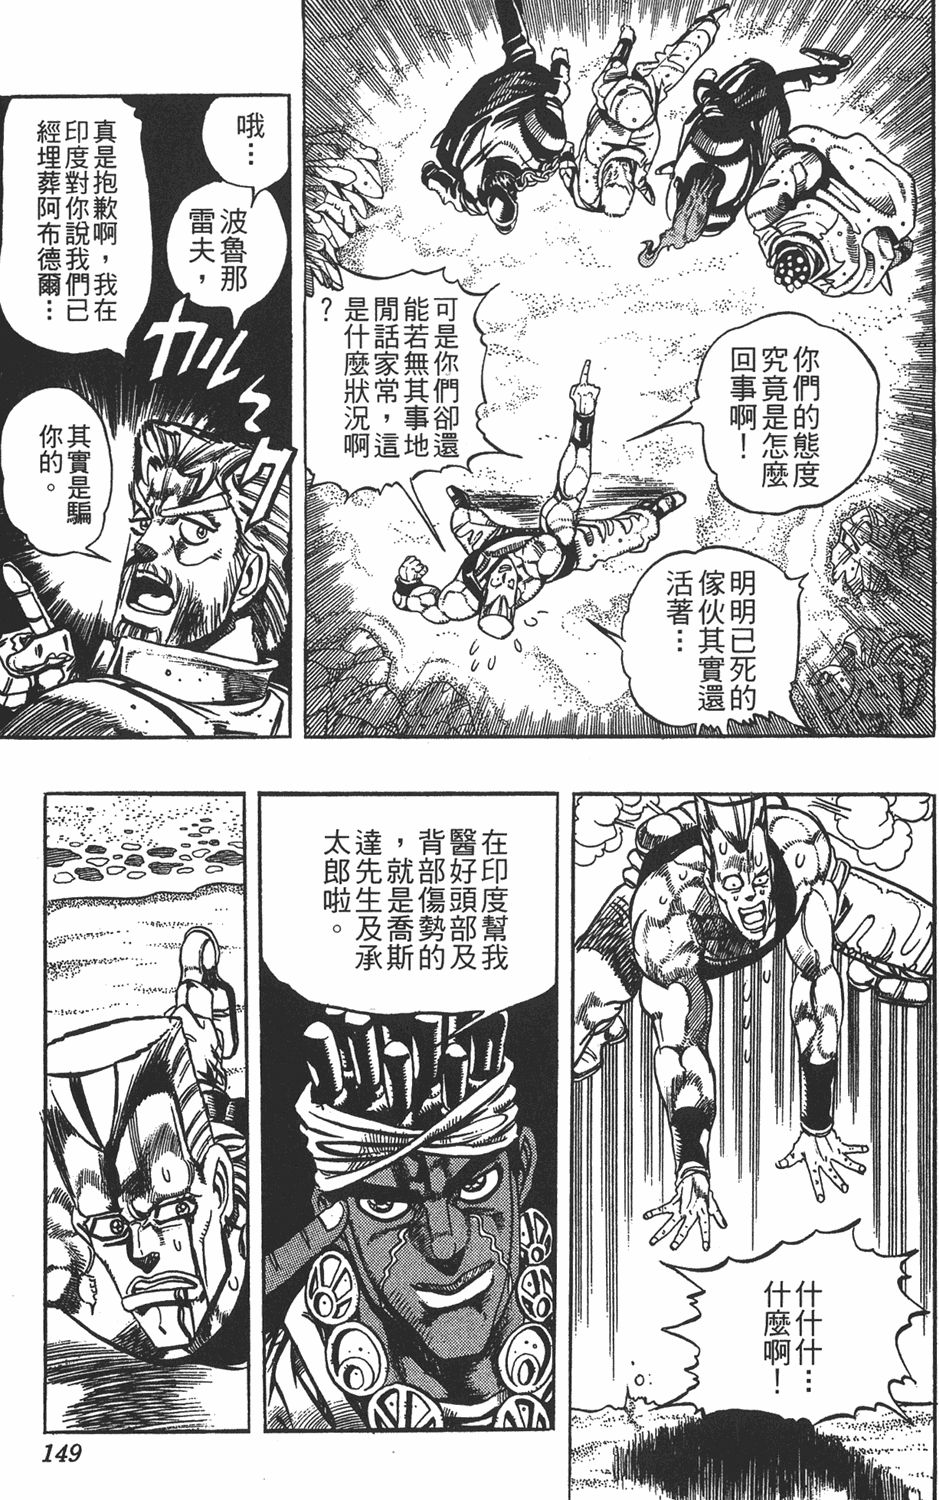 你們的態度
究竟是怎麼
回事啊！
可是你們卻還
能若無其事地
閒話家常，這
是什麼狀況啊
？
明明已死的
傢伙其實還
活著…
哦…
波魯那
雷夫，
真是抱歉啊，我在
印度對你說我們已
經埋葬阿布德爾…
カル
ク
其實是騙
你的。
什什什…
什麼啊！
在印度幫我
醫好頭部及
背部傷勢的
，就是喬斯
達先生及承
太郎啦。
149